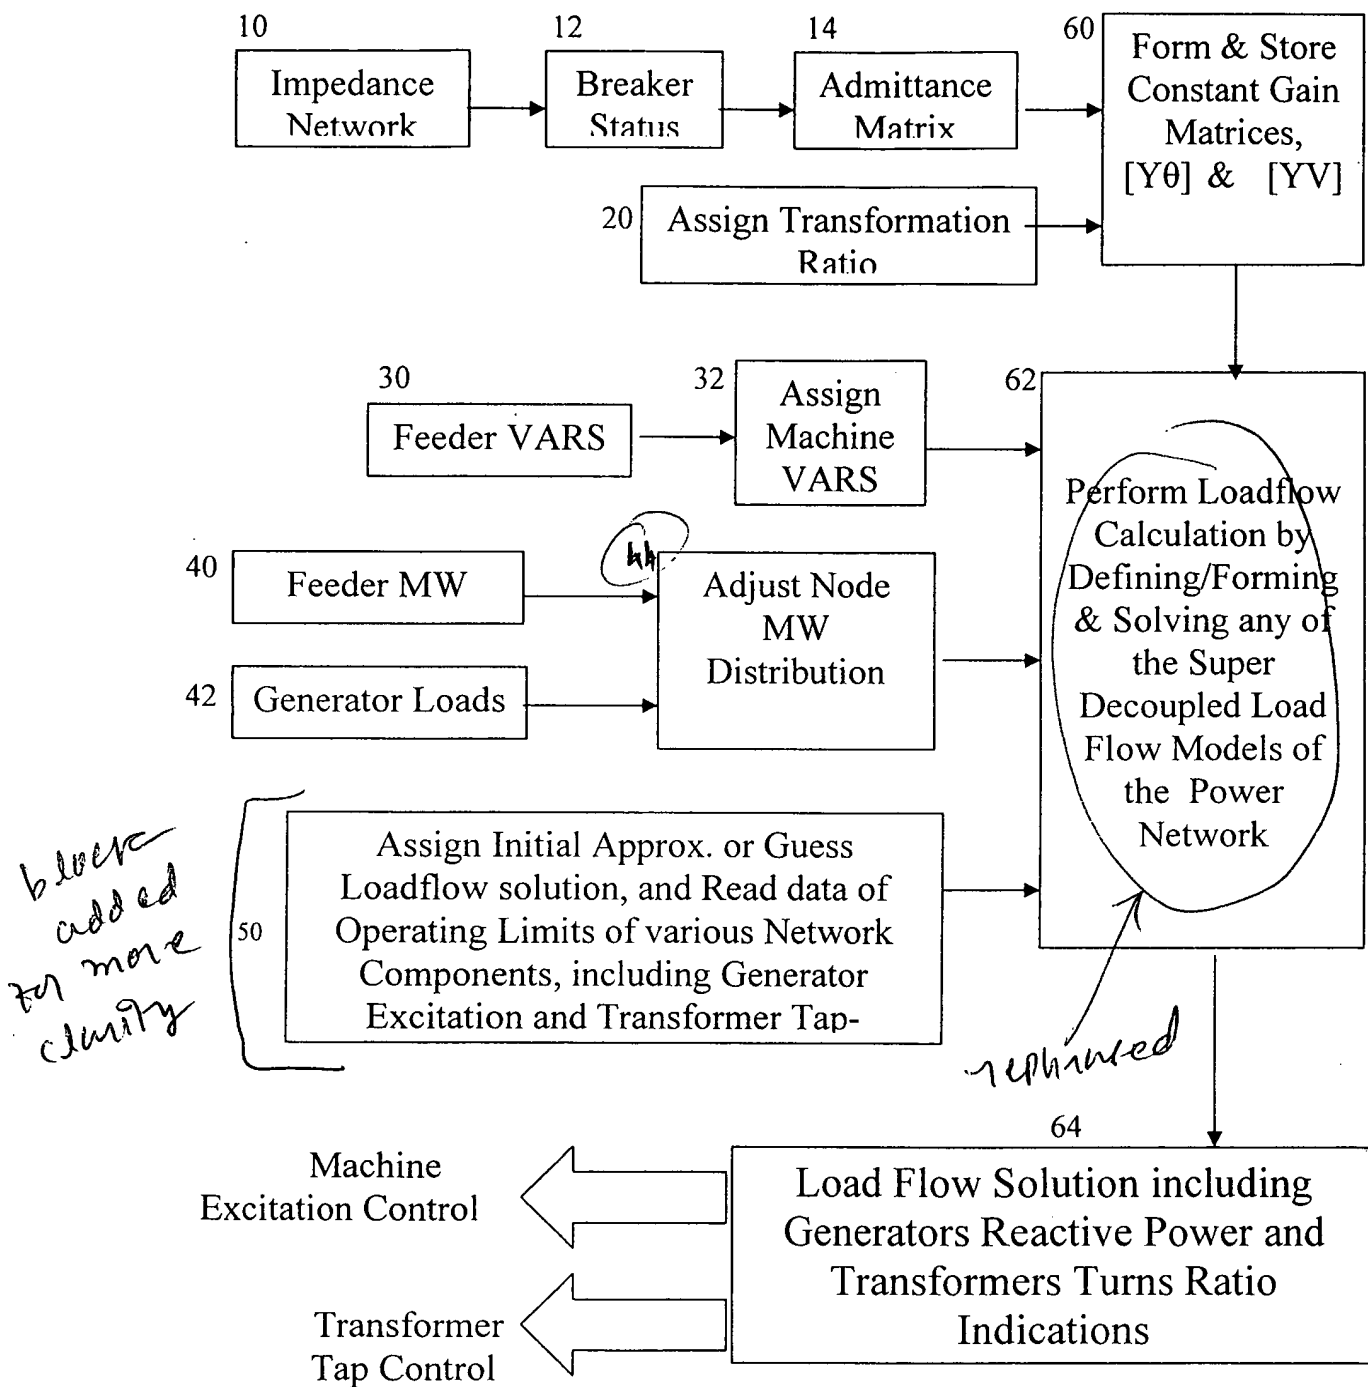 10
Impedance
Network
12
Breaker
Status
14
Admittance
Matrix
60
Form & Store
Constant Gain
Matrices,
[Yθ] & [YV]
20
Assign Transformation
Ratio
30
Feeder VARS
32
Assign
Machine
VARS
62
Perform Loadflow
Calculation by
Defining/Forming
& Solving any of
the Super
Decoupled Load
Flow Models of
the Power
Network
40
Feeder MW
42
Generator Loads
44
Adjust Node
MW
Distribution
block
added
for more
clarity
50
Assign Initial Approx. or Guess
Loadflow solution, and Read data of
Operating Limits of various Network
Components, including Generator
Excitation and Transformer Tap-
rephrased
64
Load Flow Solution including
Generators Reactive Power and
Transformers Turns Ratio
Indications
Machine
Excitation Control
Transformer
Tap Control